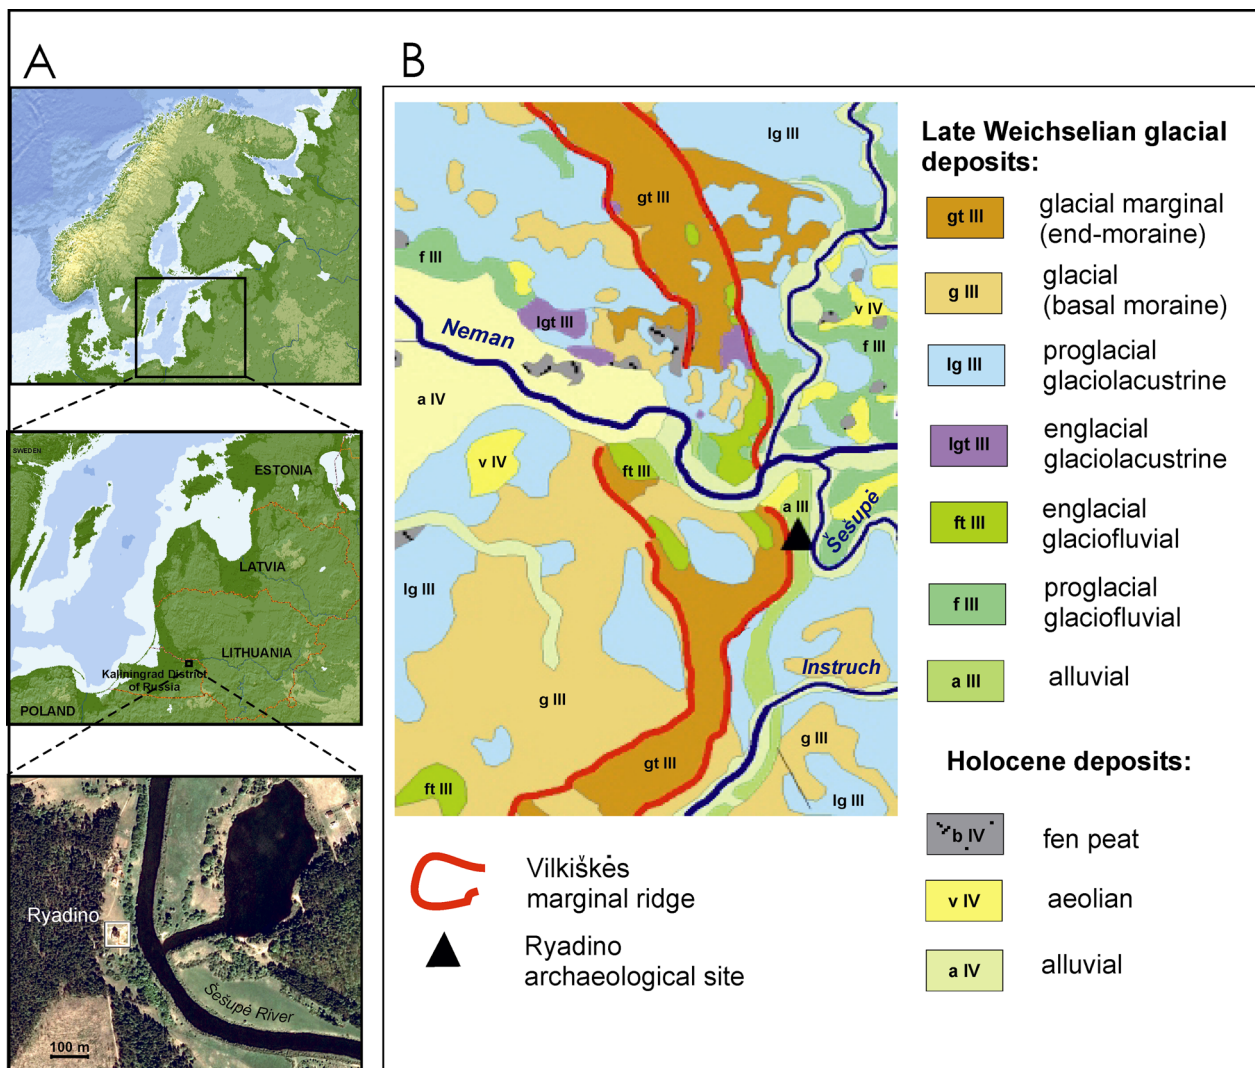 A
SWEDEN
ESTONIA
LATVIA
LITHUANIA
Kaliningrad District
of Russia
POLAND
Ryadino
Šešupė River
100 m
B
lg III
gt III
f III
v IV
lgt III
f III
Neman
a IV
v IV
ft III
a III
Šešupė
lg III
Instruch
g III
g III
gt III
ft III
lg III
Vilkiškės
marginal ridge
Ryadino
archaeological site
Late Weichselian glacial
deposits:
gt III
glacial marginal
(end-moraine)
g III
glacial
(basal moraine)
lg III
proglacial
glaciolacustrine
lgt III
englacial
glaciolacustrine
ft III
englacial
glaciofluvial
f III
proglacial
glaciofluvial
a III
alluvial
Holocene deposits:
b IV
fen peat
v IV
aeolian
a IV
alluvial